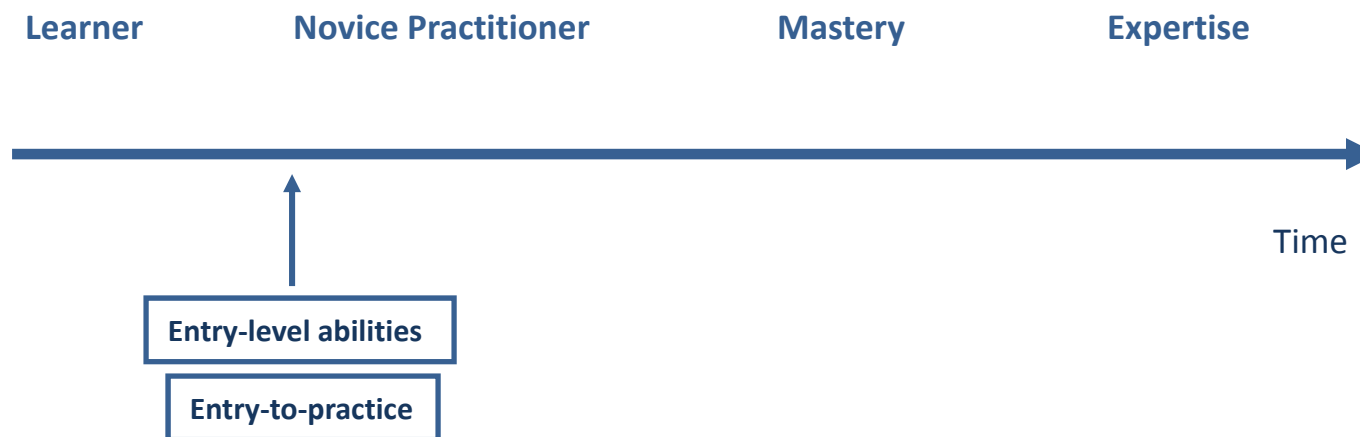 Learner Novice Practitioner Mastery Expertise
Time
Entry-level abilities
Entry-to-practice